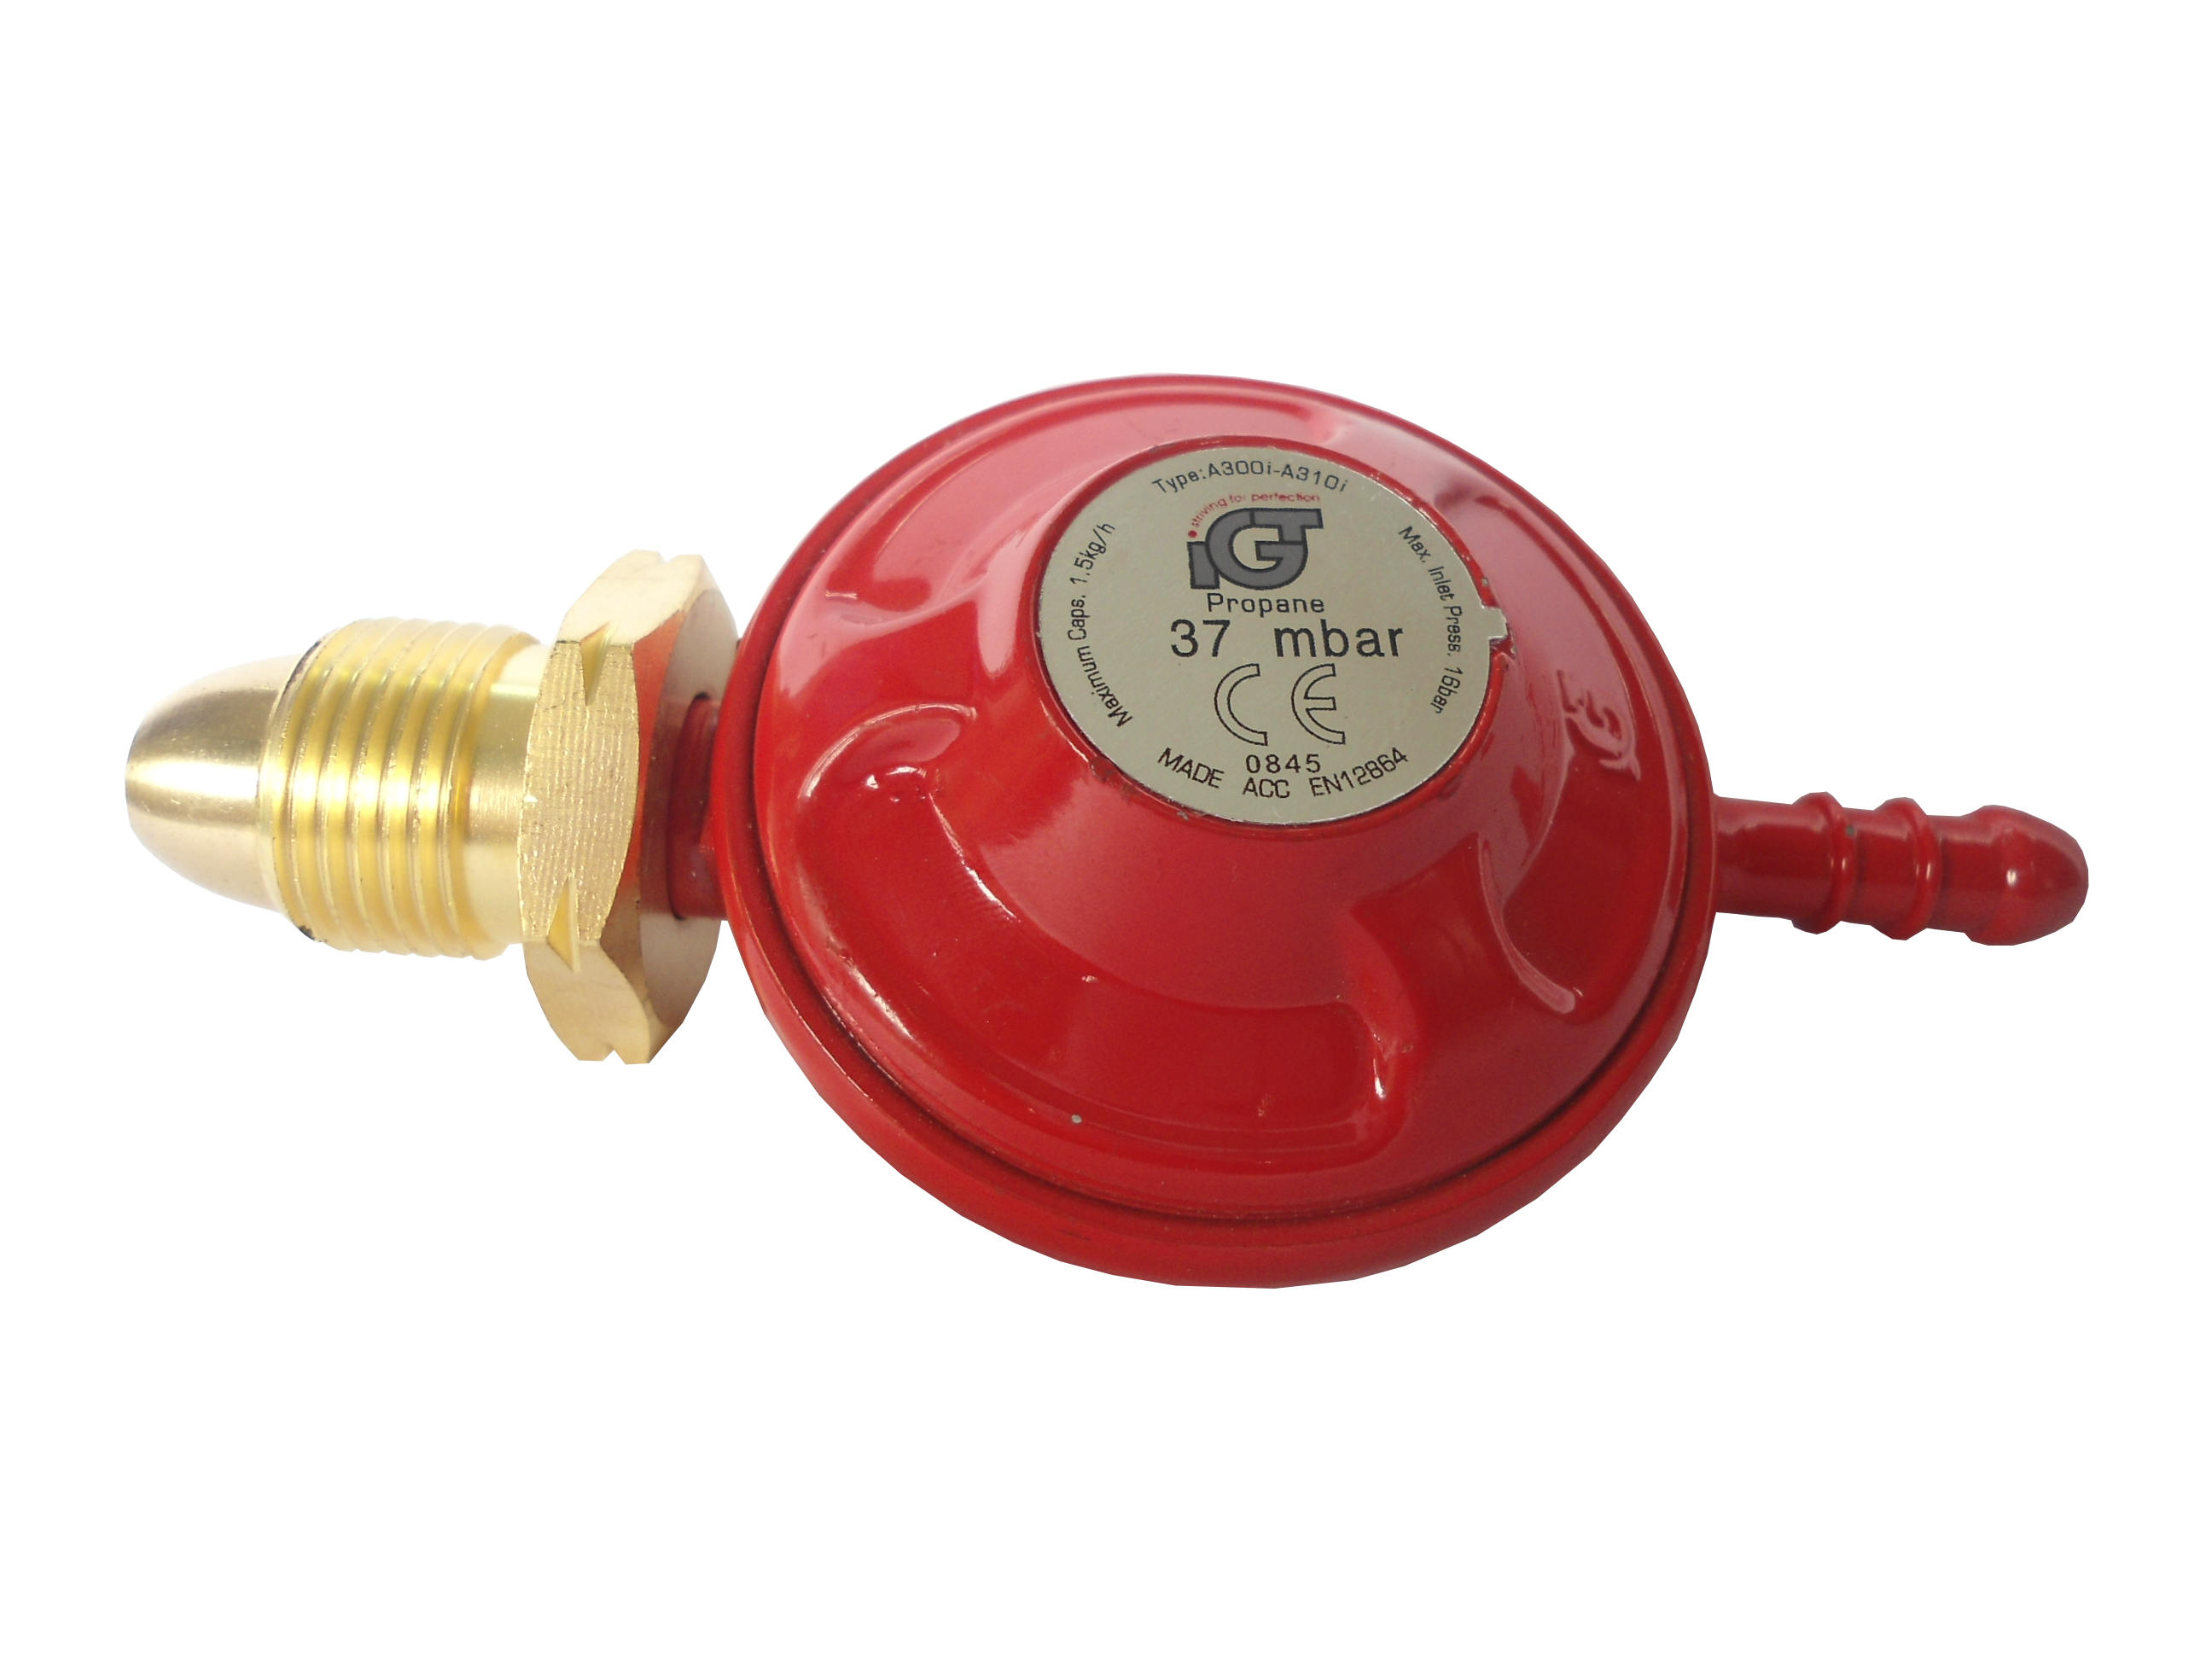 Type:A300i-A310i
striving for perfection
iGT
Propane
37 mbar
Maximum Caps. 1.5kg/h
Max. Inlet Press. 16bar
CE
0845
MADE ACC EN12864
iGT